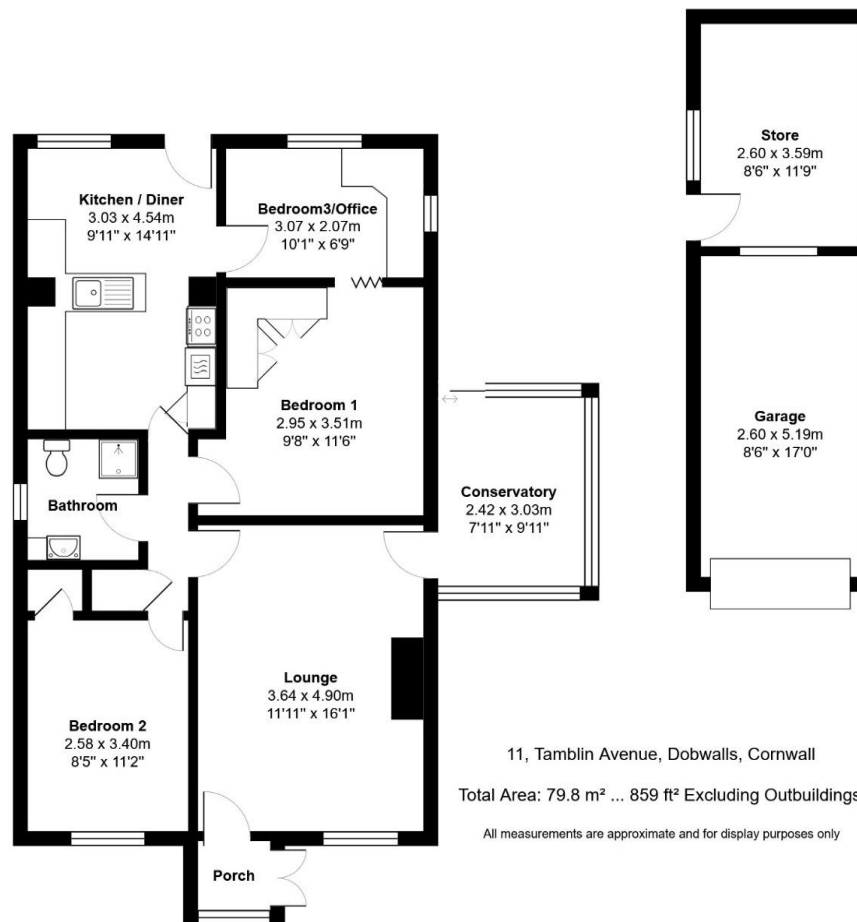 Kitchen / Diner
3.03 x 4.54m
9'11" x 14'11"
Bedroom3/Office
3.07 x 2.07m
10'1" x 6'9"
Store
2.60 x 3.59m
8'6" x 11'9"
Bedroom 1
2.95 x 3.51m
9'8" x 11'6"
Garage
2.60 x 5.19m
8'6" x 17'0"
Bathroom
Conservatory
2.42 x 3.03m
7'11" x 9'11"
Lounge
3.64 x 4.90m
11'11" x 16'1"
Bedroom 2
2.58 x 3.40m
8'5" x 11'2"
Porch
11, Tamblin Avenue, Dobwalls, Cornwall
Total Area: 79.8 m² ... 859 ft² Excluding Outbuildings
All measurements are approximate and for display purposes only